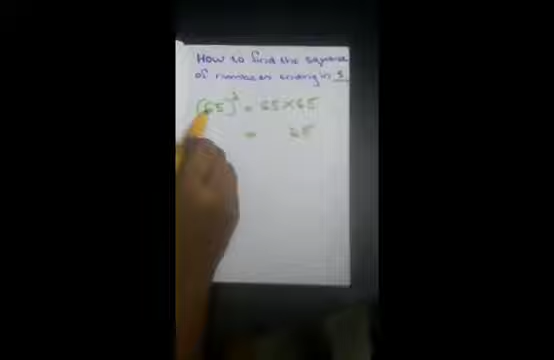 How to find the square
of numbers ending in 5
(65)² = 65×65
= 25